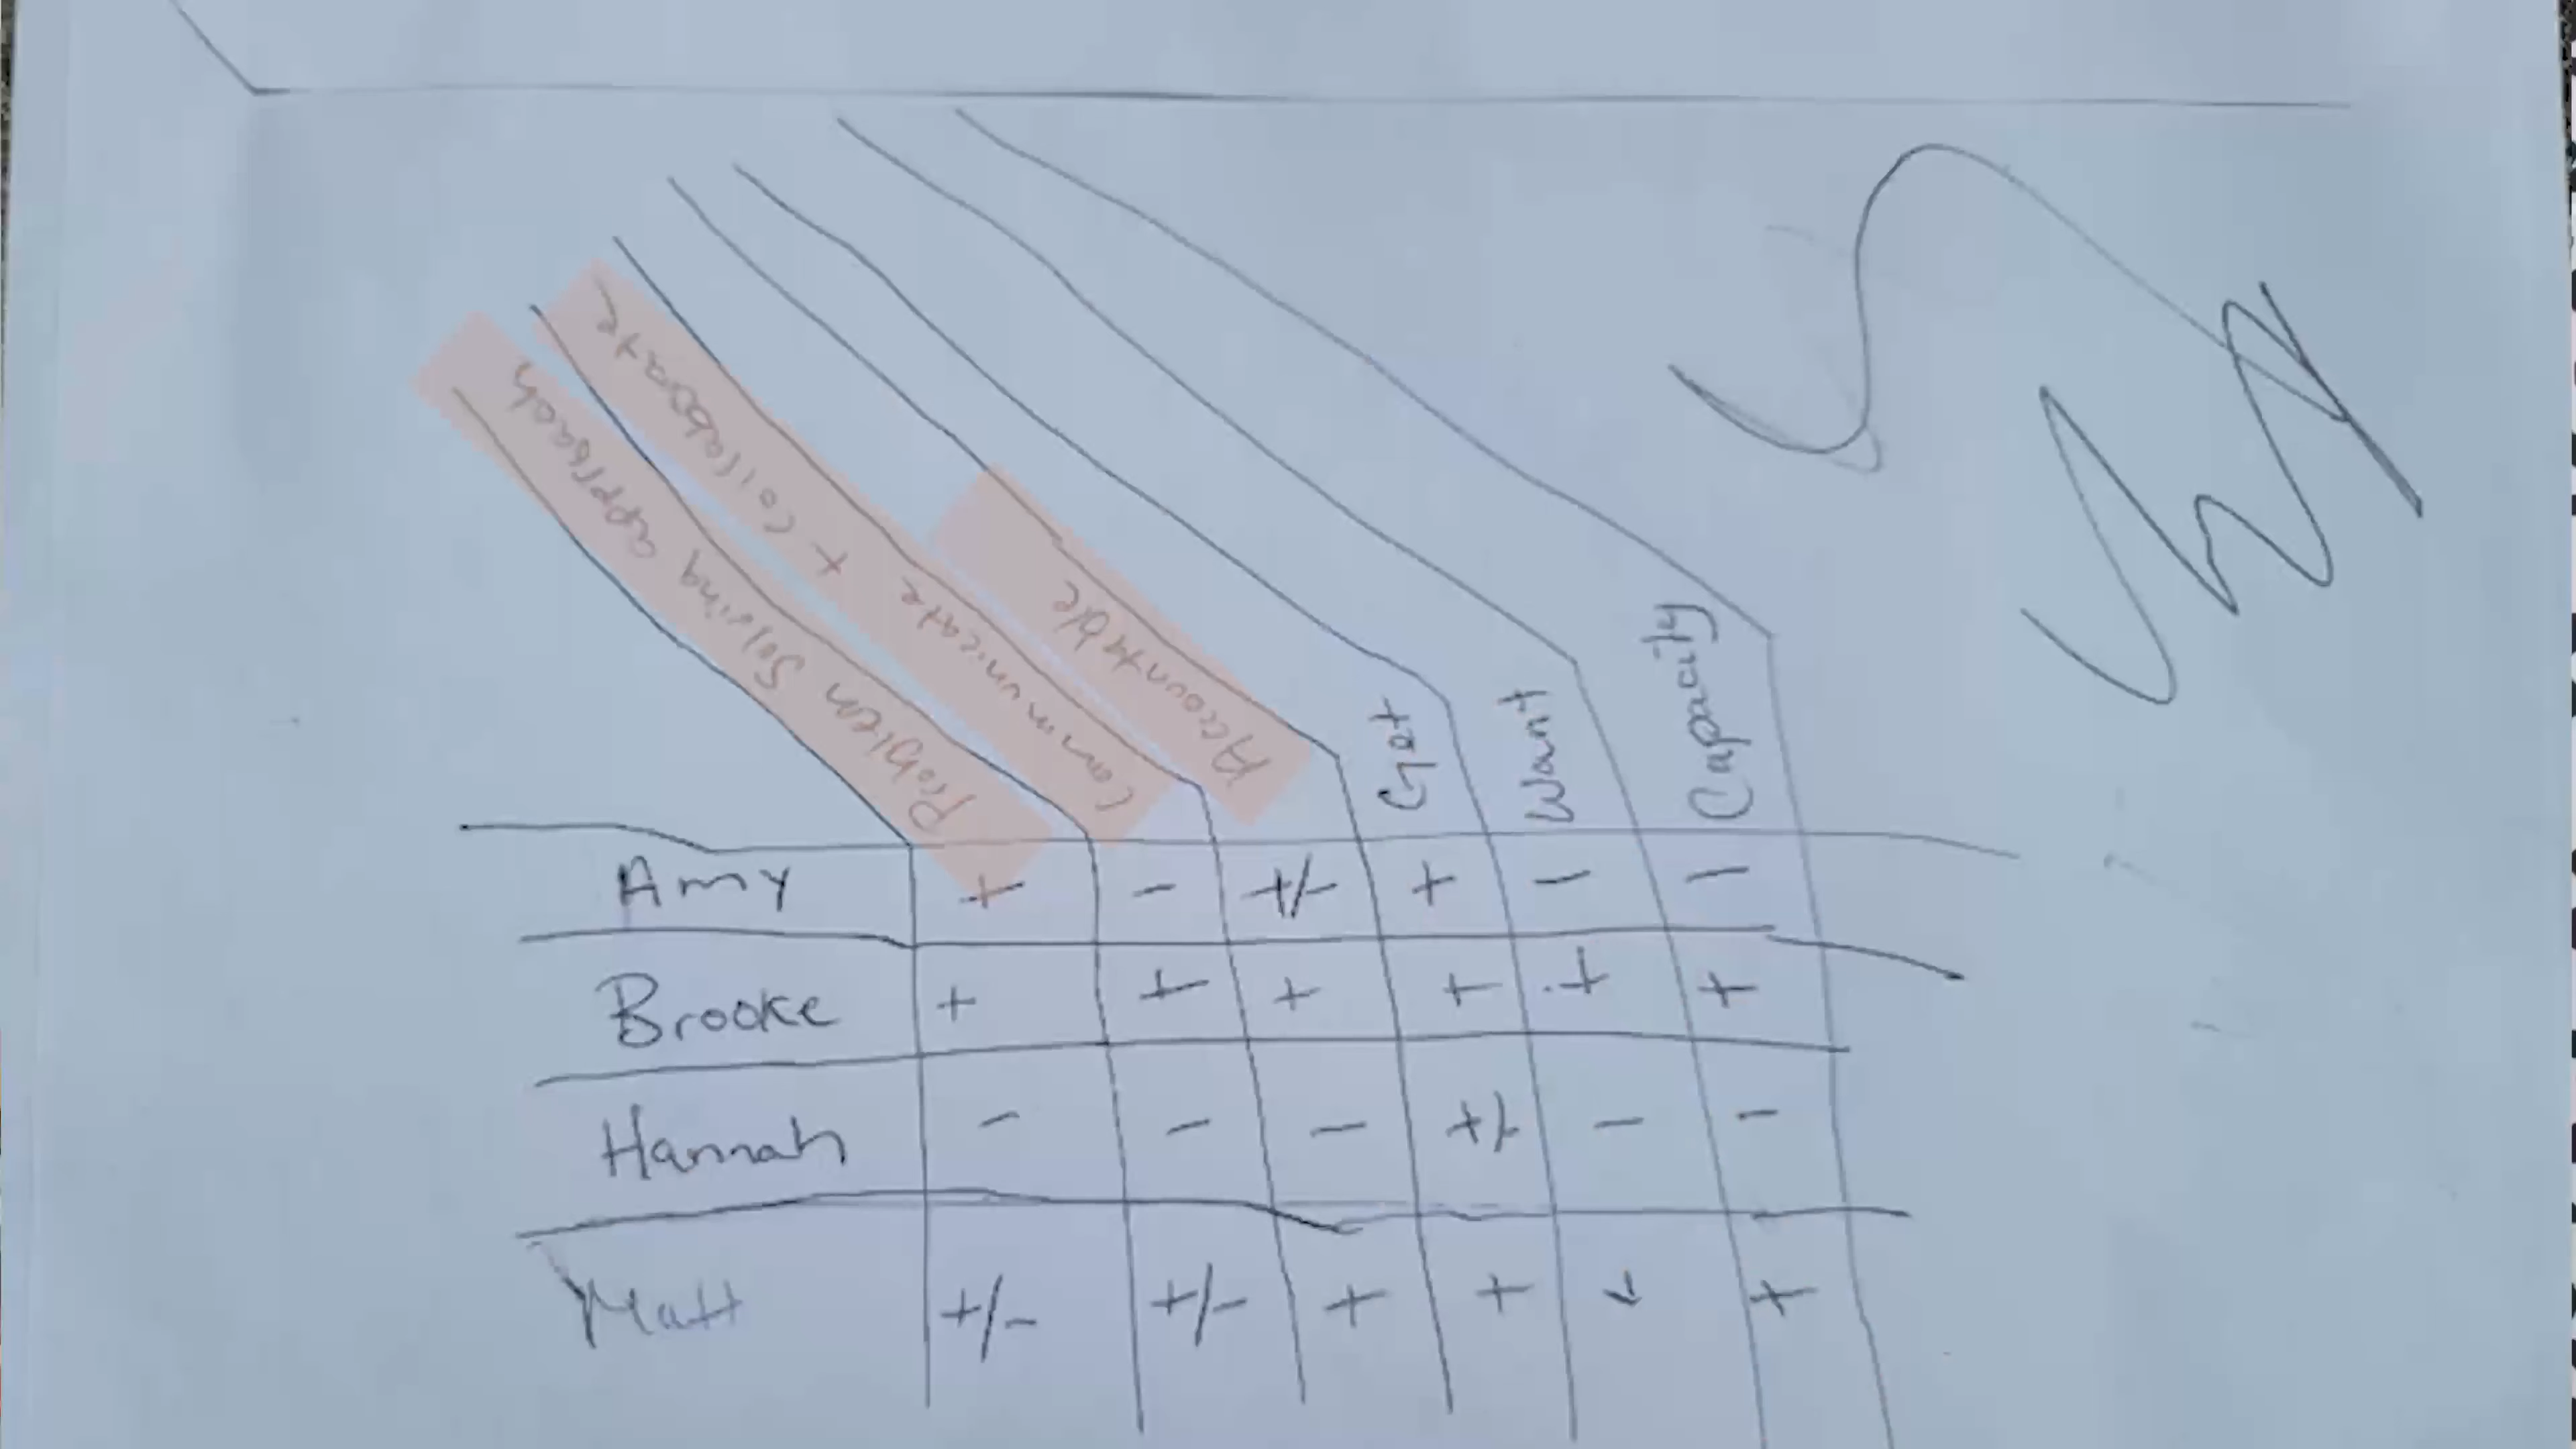 Problem Solving approach
Communicate + Collaborate
Accountable
Get
Want
Capacity
Amy + - +/- + - -
Brooke + + + + + +
Hannah - - - +/- - -
Matt +/- +/- + + + +